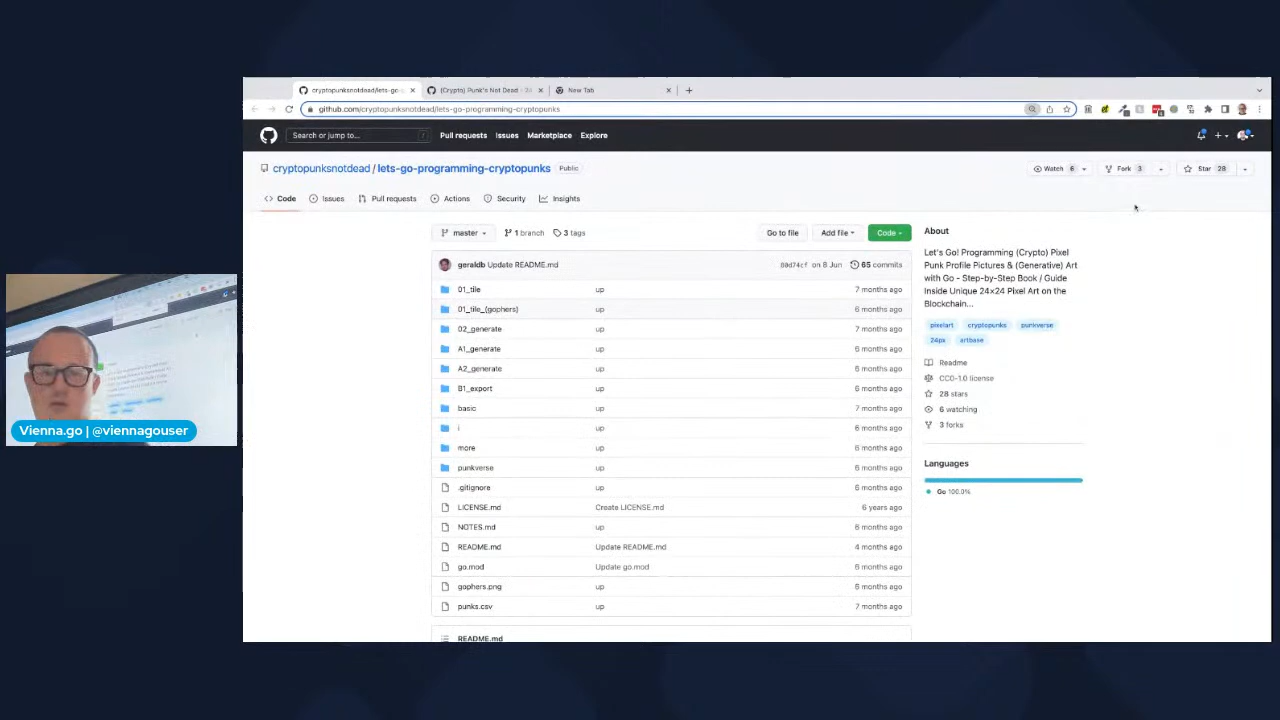 cryptopunksnotdead/lets-go-
(Crypto) Punk's Not Dead · 24
New Tab
github.com/cryptopunksnotdead/lets-go-programming-cryptopunks
Search or jump to...
/
Pull requests
Issues
Marketplace
Explore
cryptopunksnotdead / lets-go-programming-cryptopunks
Public
Watch 6
Fork 3
Star 28
Code
Issues
Pull requests
Actions
Security
Insights
master
1 branch
3 tags
Go to file
Add file
Code
geraldb Update README.md
80d74cf on 8 Jun
65 commits
01_tile up 7 months ago
01_tile_(gophers) up 6 months ago
02_generate up 7 months ago
A1_generate up 6 months ago
A2_generate up 6 months ago
B1_export up 6 months ago
basic up 7 months ago
i up 6 months ago
more up 6 months ago
punkverse up 6 months ago
.gitignore up 6 months ago
LICENSE.md Create LICENSE.md 6 years ago
NOTES.md up 6 months ago
README.md Update README.md 4 months ago
go.mod Update go.mod 6 months ago
gophers.png up 6 months ago
punks.csv up 7 months ago
README.md
About
Let's Go! Programming (Crypto) Pixel
Punk Profile Pictures & (Generative) Art
with Go - Step-by-Step Book / Guide
Inside Unique 24×24 Pixel Art on the
Blockchain...
pixelart cryptopunks punkverse
24px artbase
Readme
CC0-1.0 license
28 stars
6 watching
3 forks
Languages
Go 100.0%
Vienna.go | @viennagouser